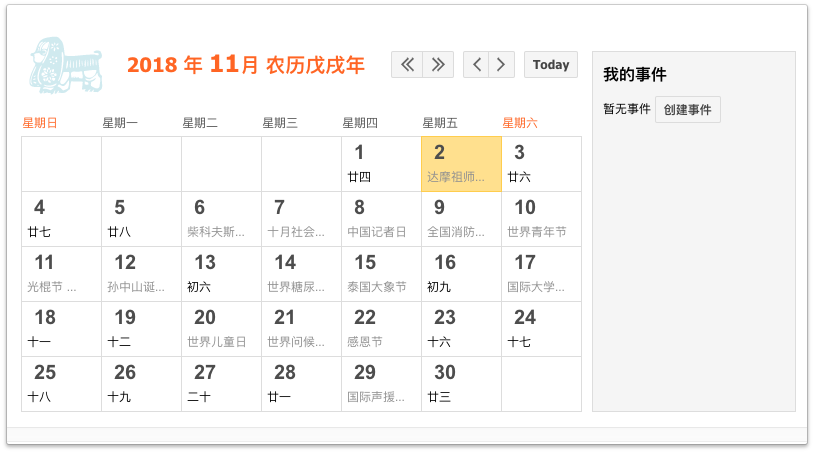 2018 年 11月 农历戊戌年
Today
我的事件
暂无事件 创建事件
星期日 星期一 星期二 星期三 星期四 星期五 星期六
1 2 3
廿四 达摩祖师... 廿六
4 5 6 7 8 9 10
廿七 廿八 柴科夫斯... 十月社会... 中国记者日 全国消防... 世界青年节
11 12 13 14 15 16 17
光棍节 ... 孙中山诞... 初六 世界糖尿... 泰国大象节 初九 国际大学...
18 19 20 21 22 23 24
十一 十二 世界儿童日 世界问候... 感恩节 十六 十七
25 26 27 28 29 30
十八 十九 二十 廿一 国际声援... 廿三